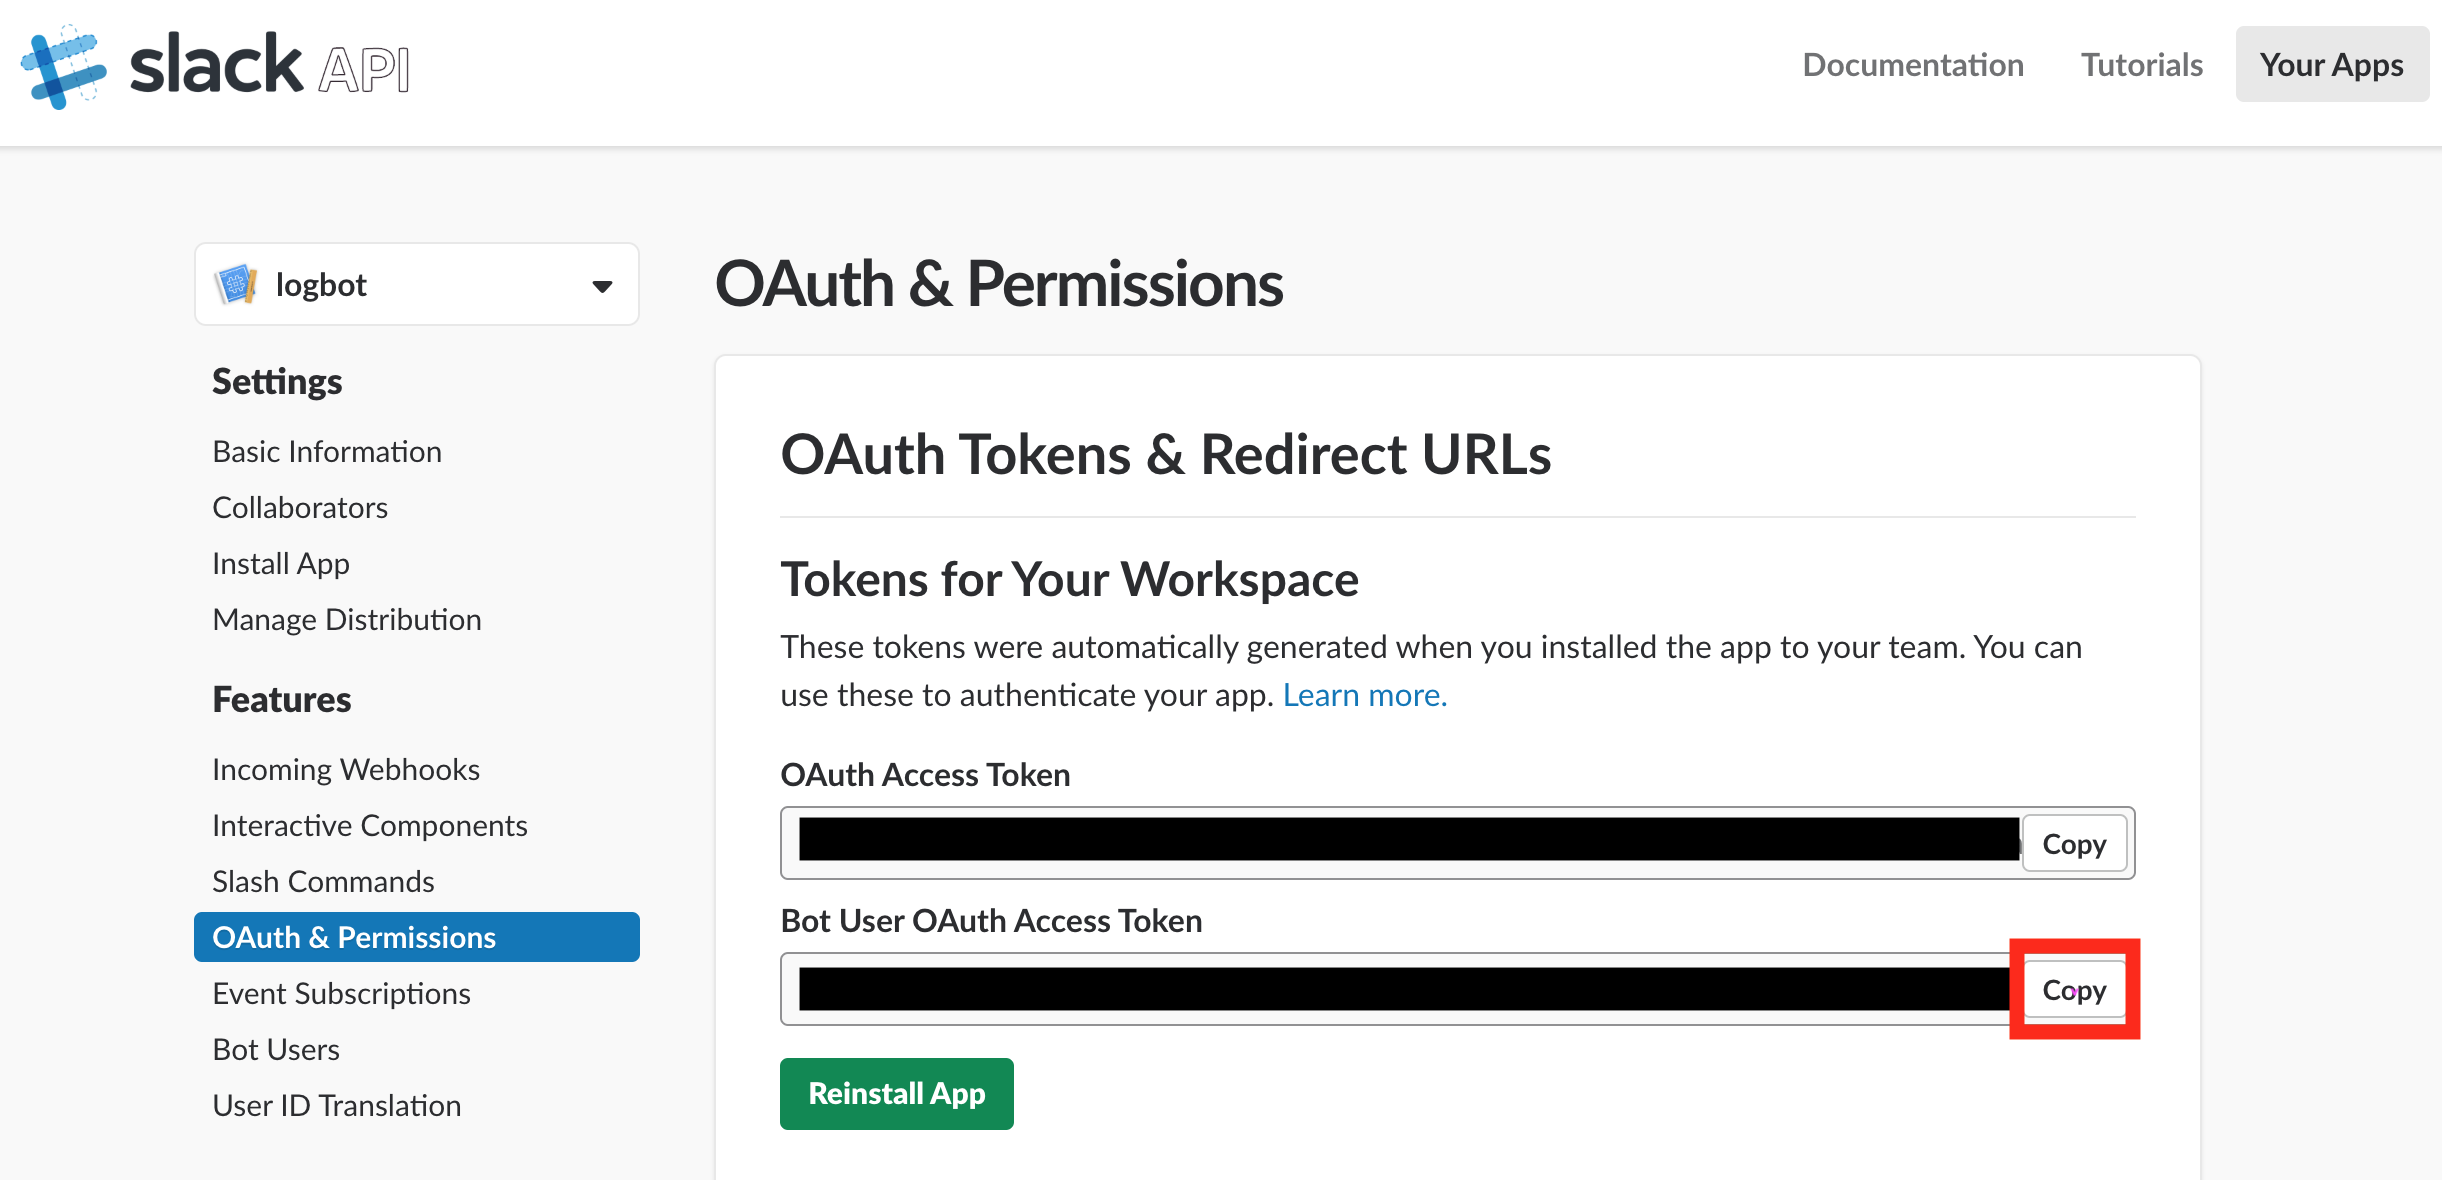 slack API
Documentation
Tutorials
Your Apps
logbot
Settings
Basic Information
Collaborators
Install App
Manage Distribution
Features
Incoming Webhooks
Interactive Components
Slash Commands
OAuth & Permissions
Event Subscriptions
Bot Users
User ID Translation
OAuth & Permissions
OAuth Tokens & Redirect URLs
Tokens for Your Workspace
These tokens were automatically generated when you installed the app to your team. You can
use these to authenticate your app. Learn more.
OAuth Access Token
Copy
Bot User OAuth Access Token
Copy
Reinstall App